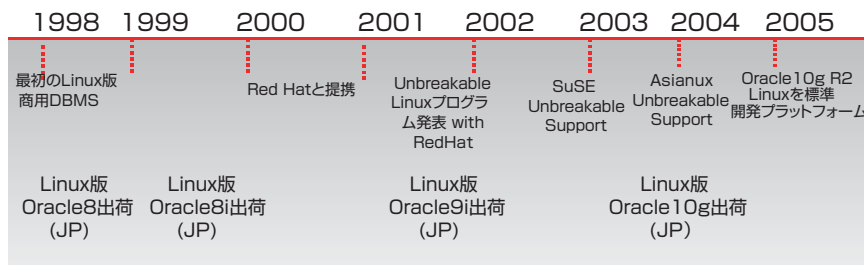 1998 1999 2000 2001 2002 2003 2004 2005
最初のLinux版
商用DBMS
Red Hatと提携
Unbreakable
Linuxプログラ
ム発表 with
RedHat
SuSE
Unbreakable
Support
Asianux
Unbreakable
Support
Oracle10g R2
Linuxを標準
開発プラットフォーム
Linux版
Oracle8出荷
(JP)
Linux版
Oracle8i出荷
(JP)
Linux版
Oracle9i出荷
(JP)
Linux版
Oracle10g出荷
(JP)